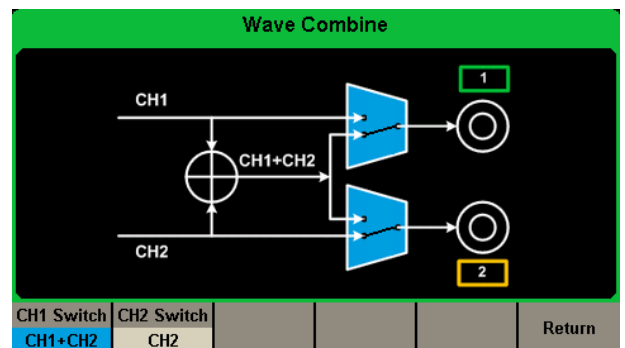 Wave Combine
1
CH1
CH1+CH2
CH2
2
CH1 Switch
CH1+CH2
CH2 Switch
CH2
Return